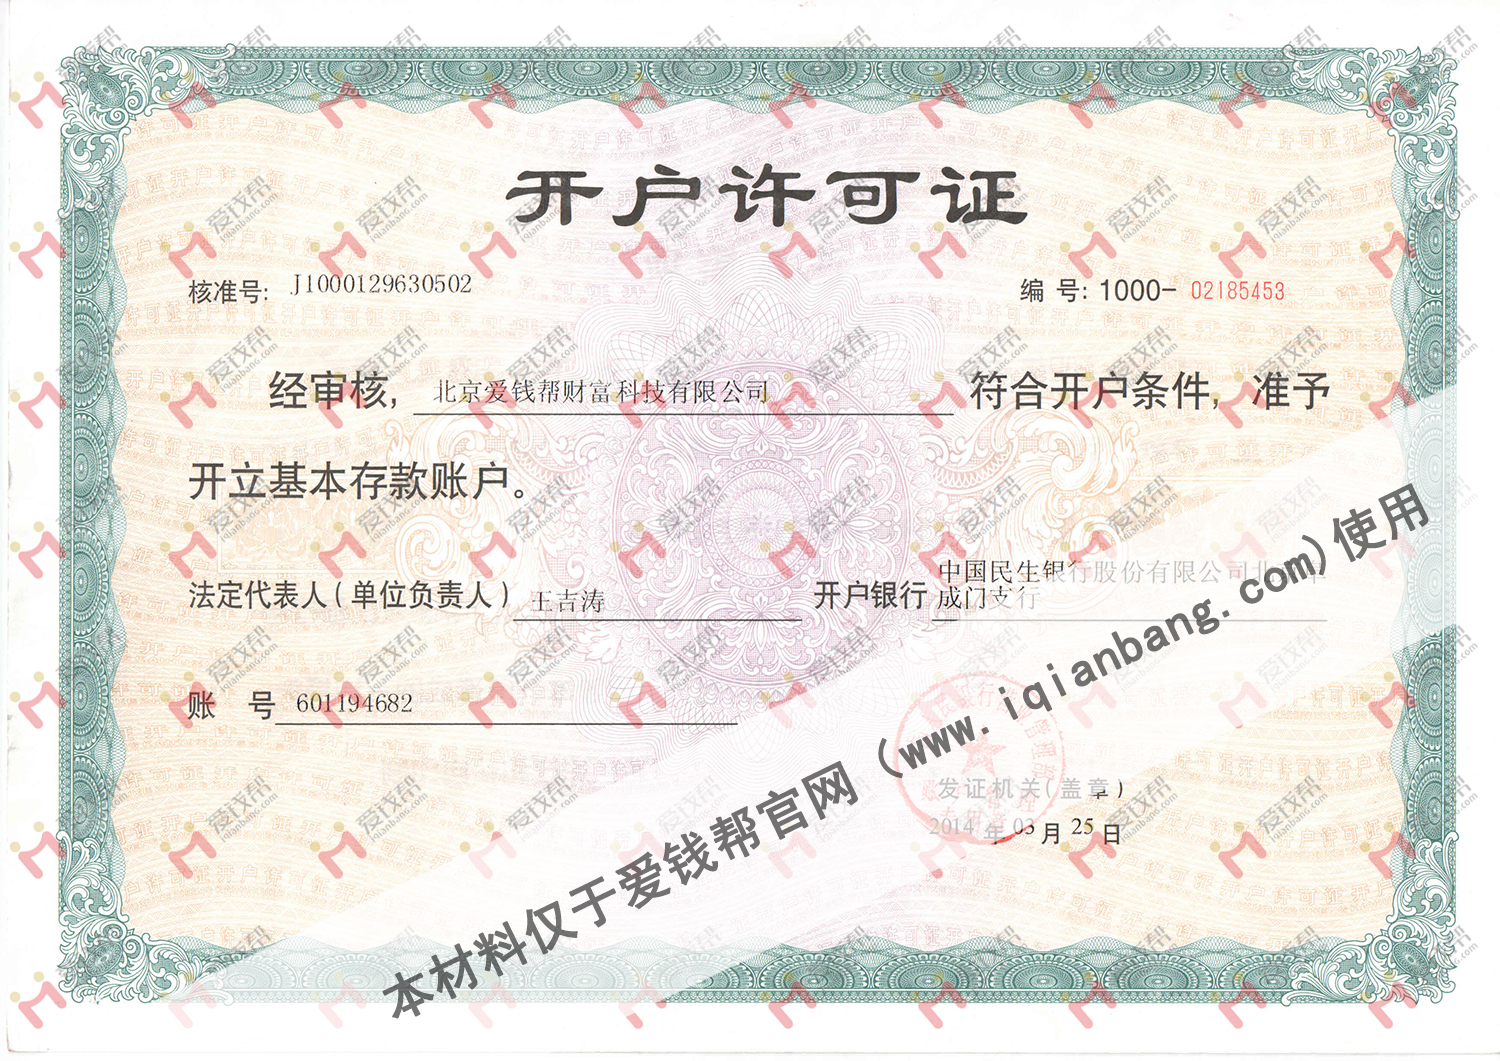 开户许可证
核准号: J1000129630502
编 号: 1000- 02185453
经审核, 北京爱钱帮财富科技有限公司 符合开户条件, 准予
开立基本存款账户。
法定代表人(单位负责人) 王吉涛
开户银行 中国民生银行股份有限公司北
成门支行
账 号 601194682
发证机关(盖章)
2014 年 03 月 25 日
本材料仅于爱钱帮官网（www.iqianbang.com)使用
爱钱帮
iqianbang.com